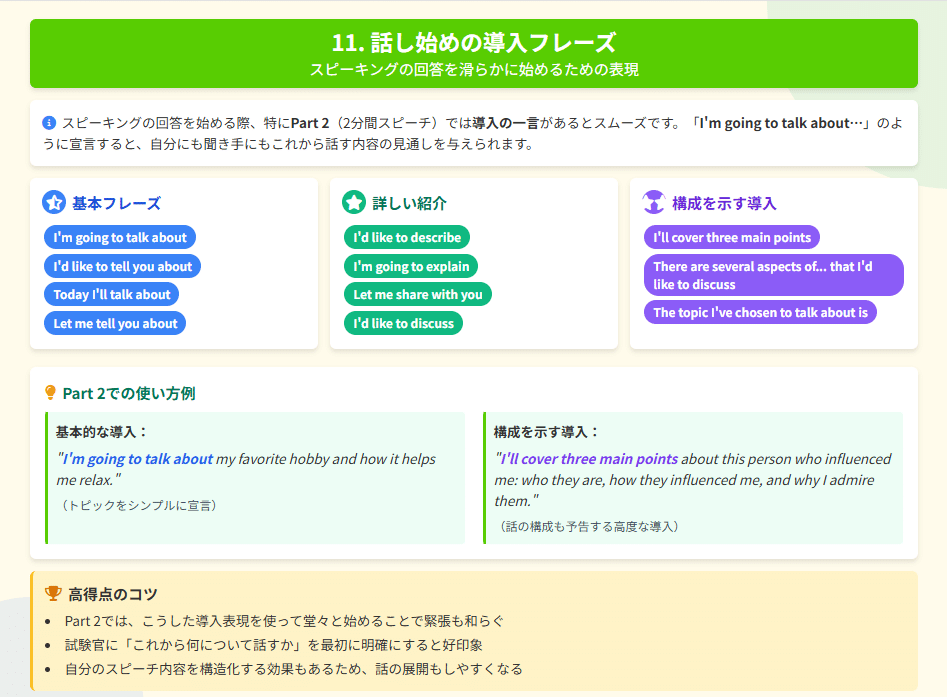 11. 話し始めの導入フレーズ
スピーキングの回答を滑らかに始めるための表現
スピーキングの回答を始める際、特にPart 2（2分間スピーチ）では導入の一言があるとスムーズです。「I'm going to talk about…」のよ
うに宣言すると、自分にも聞き手にもこれから話す内容の見通しを与えられます。
基本フレーズ
I'm going to talk about
I'd like to tell you about
Today I'll talk about
Let me tell you about
詳しい紹介
I'd like to describe
I'm going to explain
Let me share with you
I'd like to discuss
構成を示す導入
I'll cover three main points
There are several aspects of... that I'd
like to discuss
The topic I've chosen to talk about is
Part 2での使い方例
基本的な導入：
"I'm going to talk about my favorite hobby and how it helps
me relax."
（トピックをシンプルに宣言）
構成を示す導入：
"I'll cover three main points about this person who influenced
me: who they are, how they influenced me, and why I admire
them."
（話の構成も予告する高度な導入）
高得点のコツ
• Part 2では、こうした導入表現を使って堂々と始めることで緊張も和らぐ
• 試験官に「これから何について話すか」を最初に明確にすると好印象
• 自分のスピーチ内容を構造化する効果もあるため、話の展開もしやすくなる